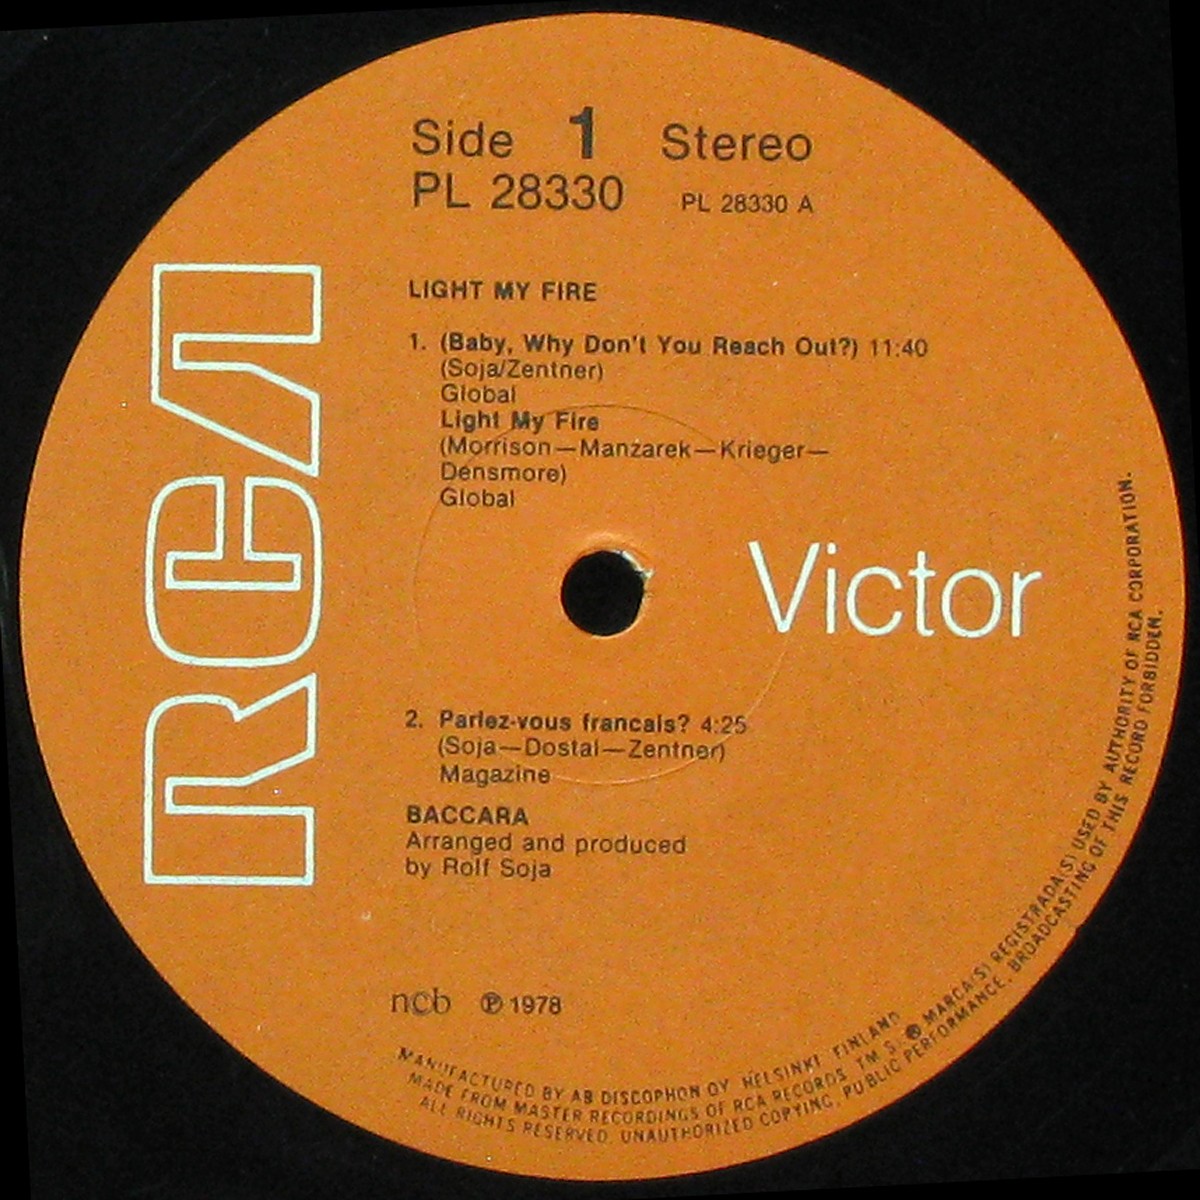 Side 1 Stereo
PL 28330 PL 28330 A
LIGHT MY FIRE
1. (Baby, Why Don't You Reach Out?) 11:40
(Soja/Zentner)
Global
Light My Fire
(Morrison—Manzarek—Krieger—
Densmore)
Global
RCA
Victor
2. Parlez-vous francais? 4:25
(Soja—Dostal—Zentner)
Magazine
BACCARA
Arranged and produced
by Rolf Soja
ncb ℗ 1978
MANUFACTURED BY AB DISCOPHON OY HELSINKI FINLAND
MADE FROM MASTER RECORDINGS OF RCA RECORDS. TM S. ® MARCA(S) REGISTRADA(S) USED BY AUTHORITY OF RCA CORPORATION.
ALL RIGHTS RESERVED. UNAUTHORIZED COPYING, PUBLIC PERFORMANCE, BROADCASTING OF THIS RECORD FORBIDDEN.